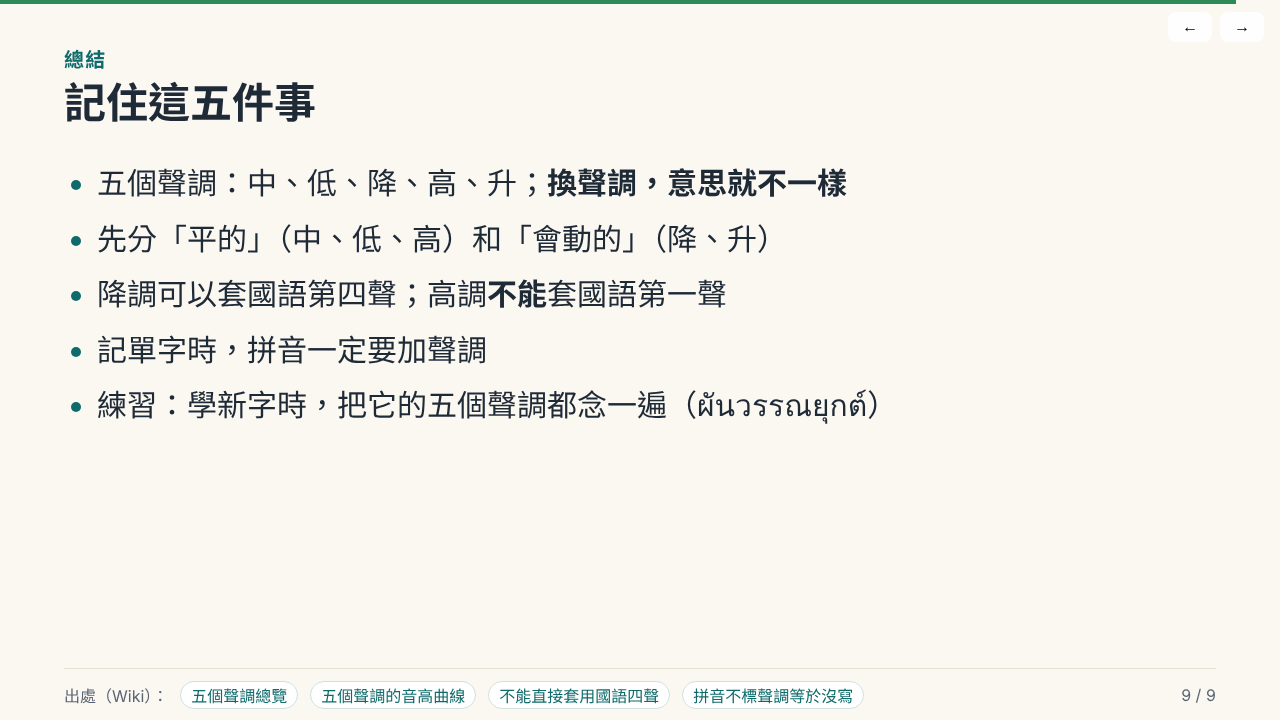 ← →
總結
記住這五件事
五個聲調：中、低、降、高、升；換聲調，意思就不一樣
先分「平的」（中、低、高）和「會動的」（降、升）
降調可以套國語第四聲；高調不能套國語第一聲
記單字時，拼音一定要加聲調
練習：學新字時，把它的五個聲調都念一遍（ผันวรรณยุกต์）
出處（Wiki）： 五個聲調總覽 五個聲調的音高曲線 不能直接套用國語四聲 拼音不標聲調等於沒寫 9 / 9